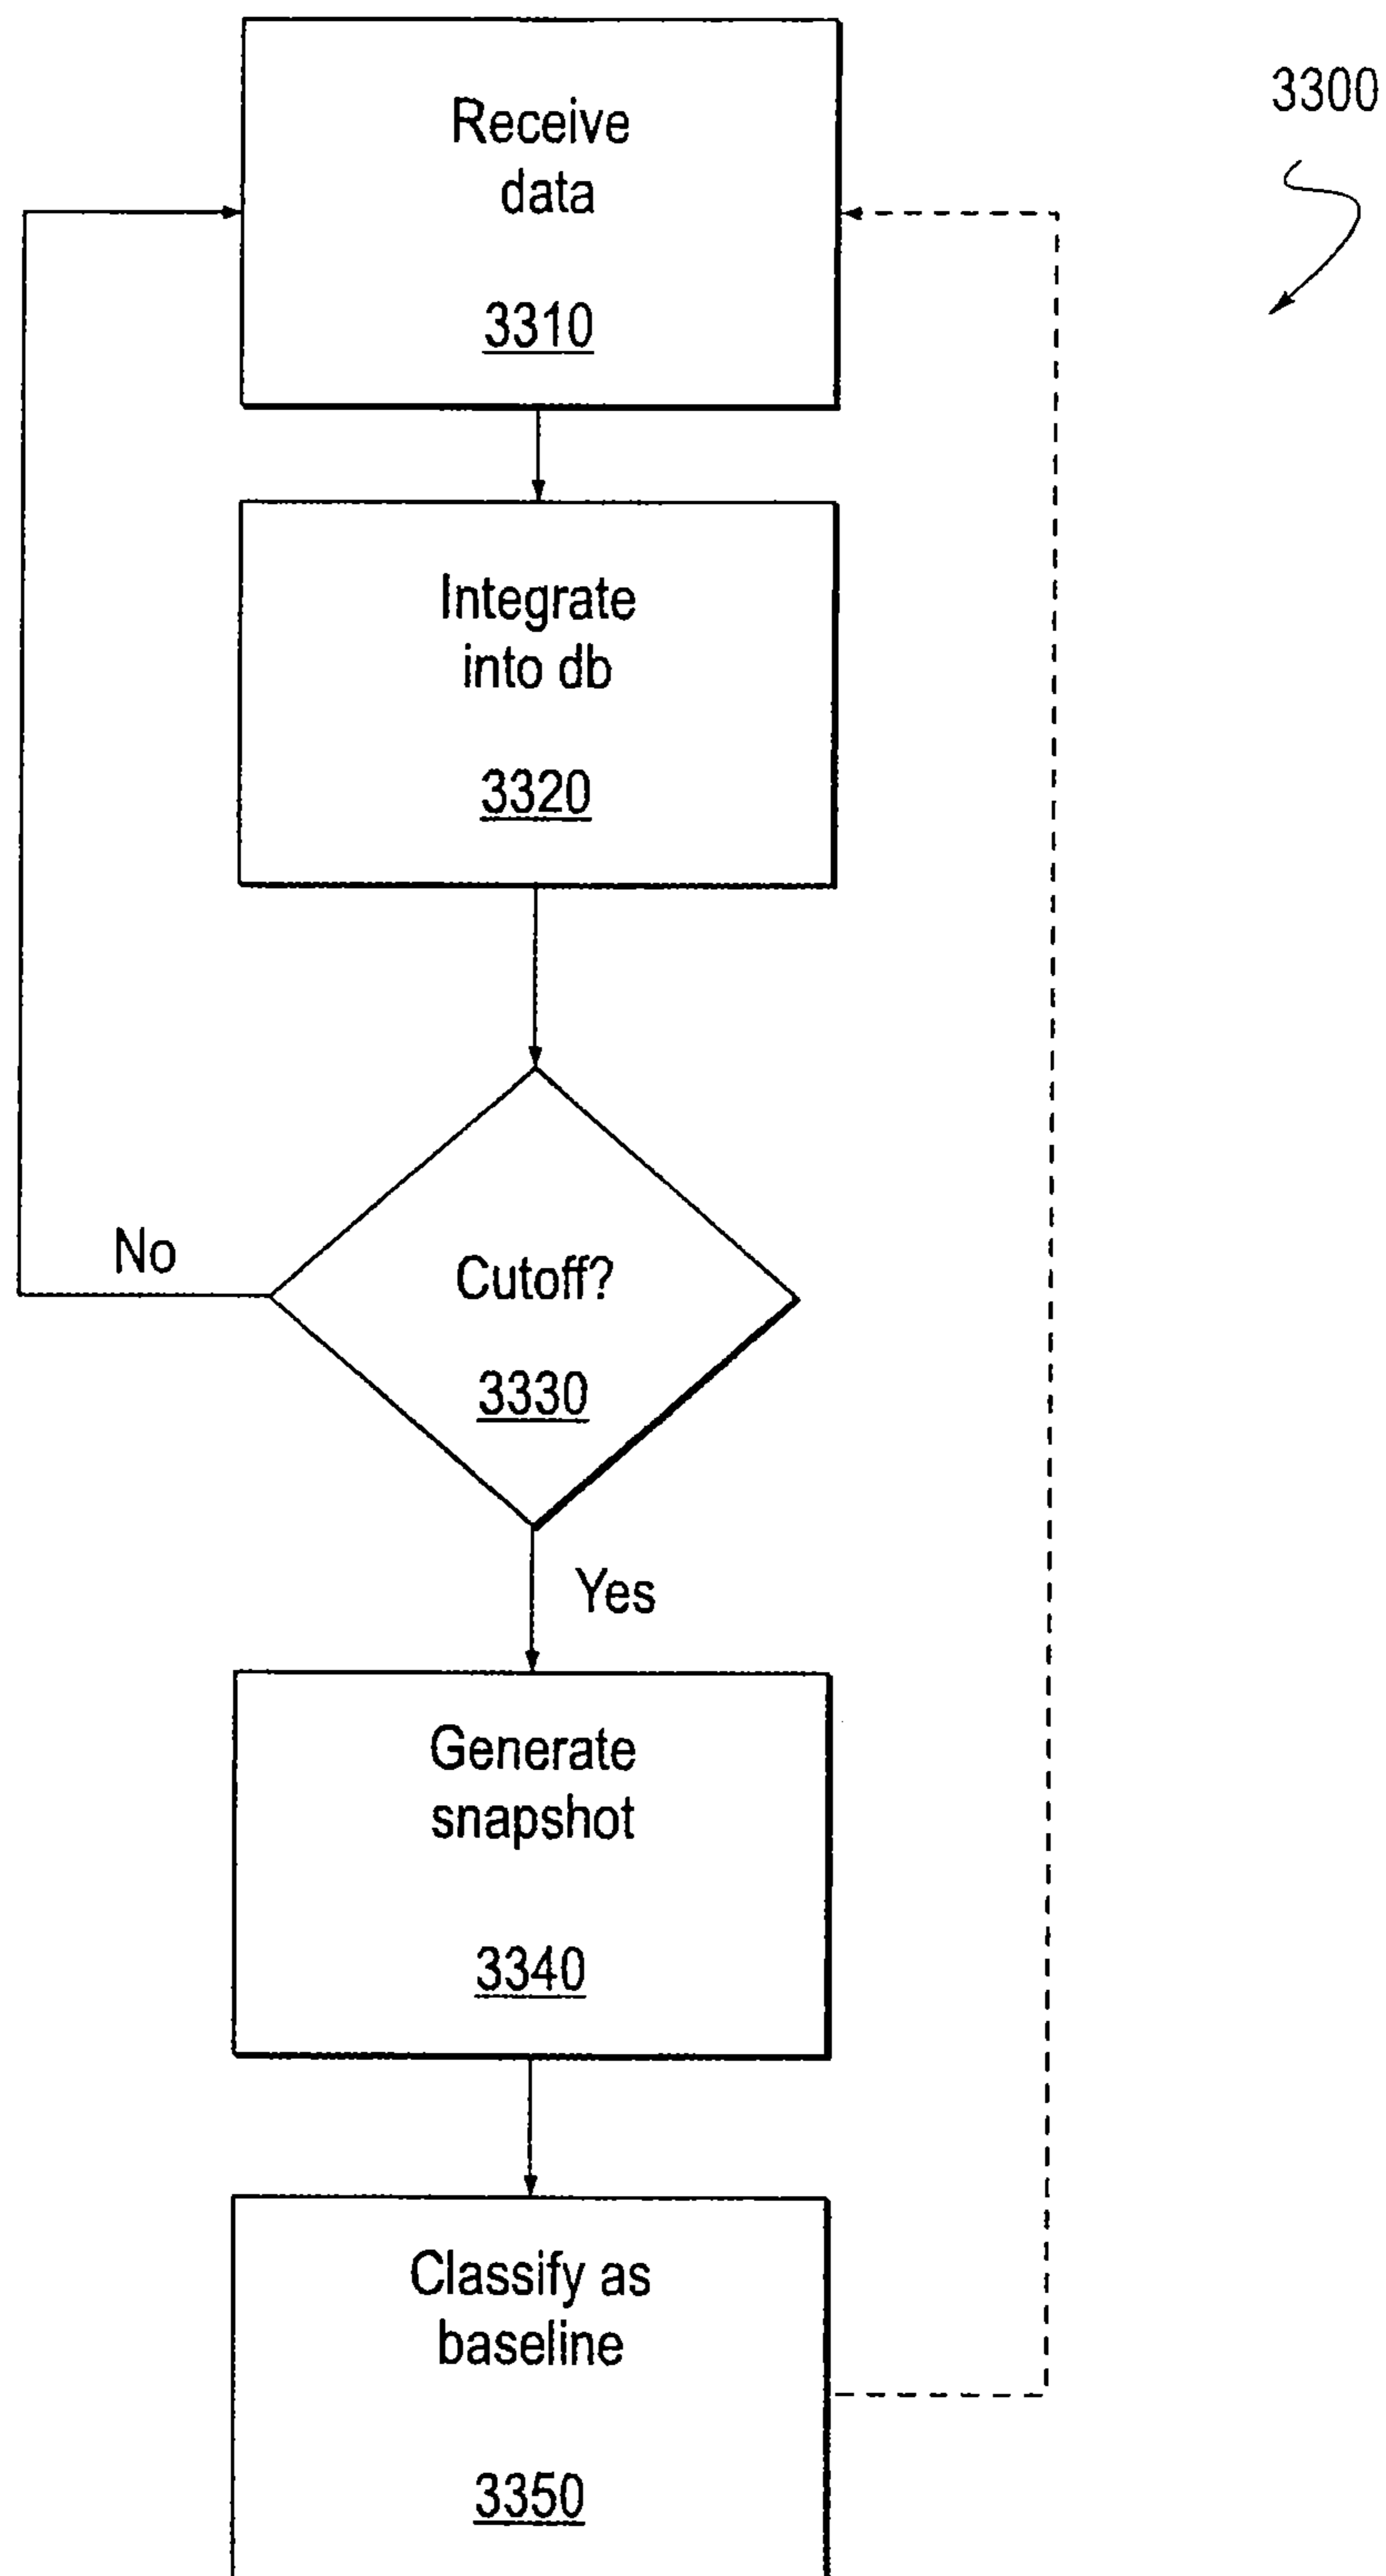 3300
Receive
data
3310
Integrate
into db
3320
No
Cutoff?
3330
Yes
Generate
snapshot
3340
Classify as
baseline
3350